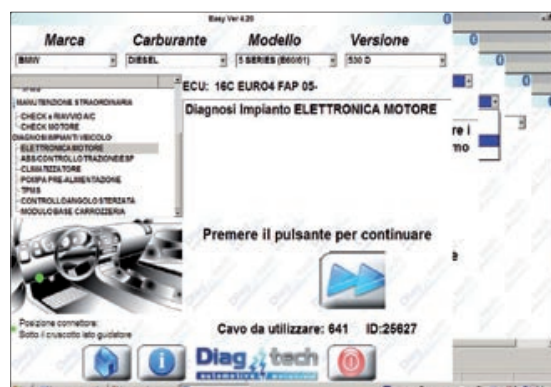 Easy Ver 4.20
Marca Carburante Modello Versione
BMW DIESEL 5 SERIES (E60/61) 530 D
ECU: 16C EURO4 FAP 05-
Diagnosi Impianto ELETTRONICA MOTORE
TPMS
MANUTENZIONE STRAORDINARIA
CHECK e RIAVVIO A/C
CHECK MOTORE
DIAGNOSI IMPIANTI VEICOLO
ELETTRONICA MOTORE
ABS/CONTROLLO TRAZIONE/ESP
CLIMATIZZATORE
POMPA PRE-ALIMENTAZIONE
TPMS
CONTROLLO ANGOLO STERZATA
MODULO BASE CARROZZERIA
Premere il pulsante per continuare
Posizione connettore:
Sotto il cruscotto lato guidatore
Cavo da utilizzare: 641 ID:25627
Diag tech
automotive